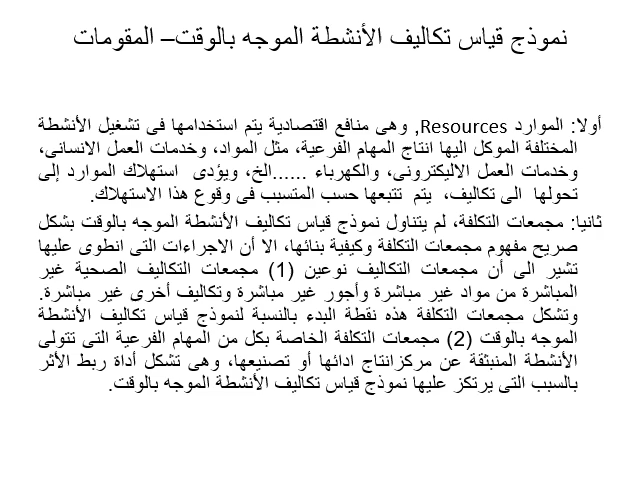 نموذج قياس تكاليف الأنشطة الموجه بالوقت– المقومات
أولا: الموارد Resources, وهى منافع اقتصادية يتم استخدامها فى تشغيل الأنشطة
المختلفة الموكل اليها انتاج المهام الفرعية، مثل المواد، وخدمات العمل الانسانى،
وخدمات العمل الاليكترونى، والكهرباء ......الخ، ويؤدى استهلاك الموارد إلى
تحولها الى تكاليف، يتم تتبعها حسب المتسبب فى وقوع هذا الاستهلاك.
ثانيا: مجمعات التكلفة، لم يتناول نموذج قياس تكاليف الأنشطة الموجه بالوقت بشكل
صريح مفهوم مجمعات التكلفة وكيفية بنائها، الا أن الاجراءات التى انطوى عليها
تشير الى أن مجمعات التكاليف نوعين (1) مجمعات التكاليف الصحية غير
المباشرة من مواد غير مباشرة وأجور غير مباشرة وتكاليف أخرى غير مباشرة.
وتشكل مجمعات التكلفة هذه نقطة البدء بالنسبة لنموذج قياس تكاليف الأنشطة
الموجه بالوقت (2) مجمعات التكلفة الخاصة بكل من المهام الفرعية التى تتولى
الأنشطة المنبثقة عن مركزانتاج ادائها أو تصنيعها، وهى تشكل أداة ربط الأثر
بالسبب التى يرتكز عليها نموذج قياس تكاليف الأنشطة الموجه بالوقت.